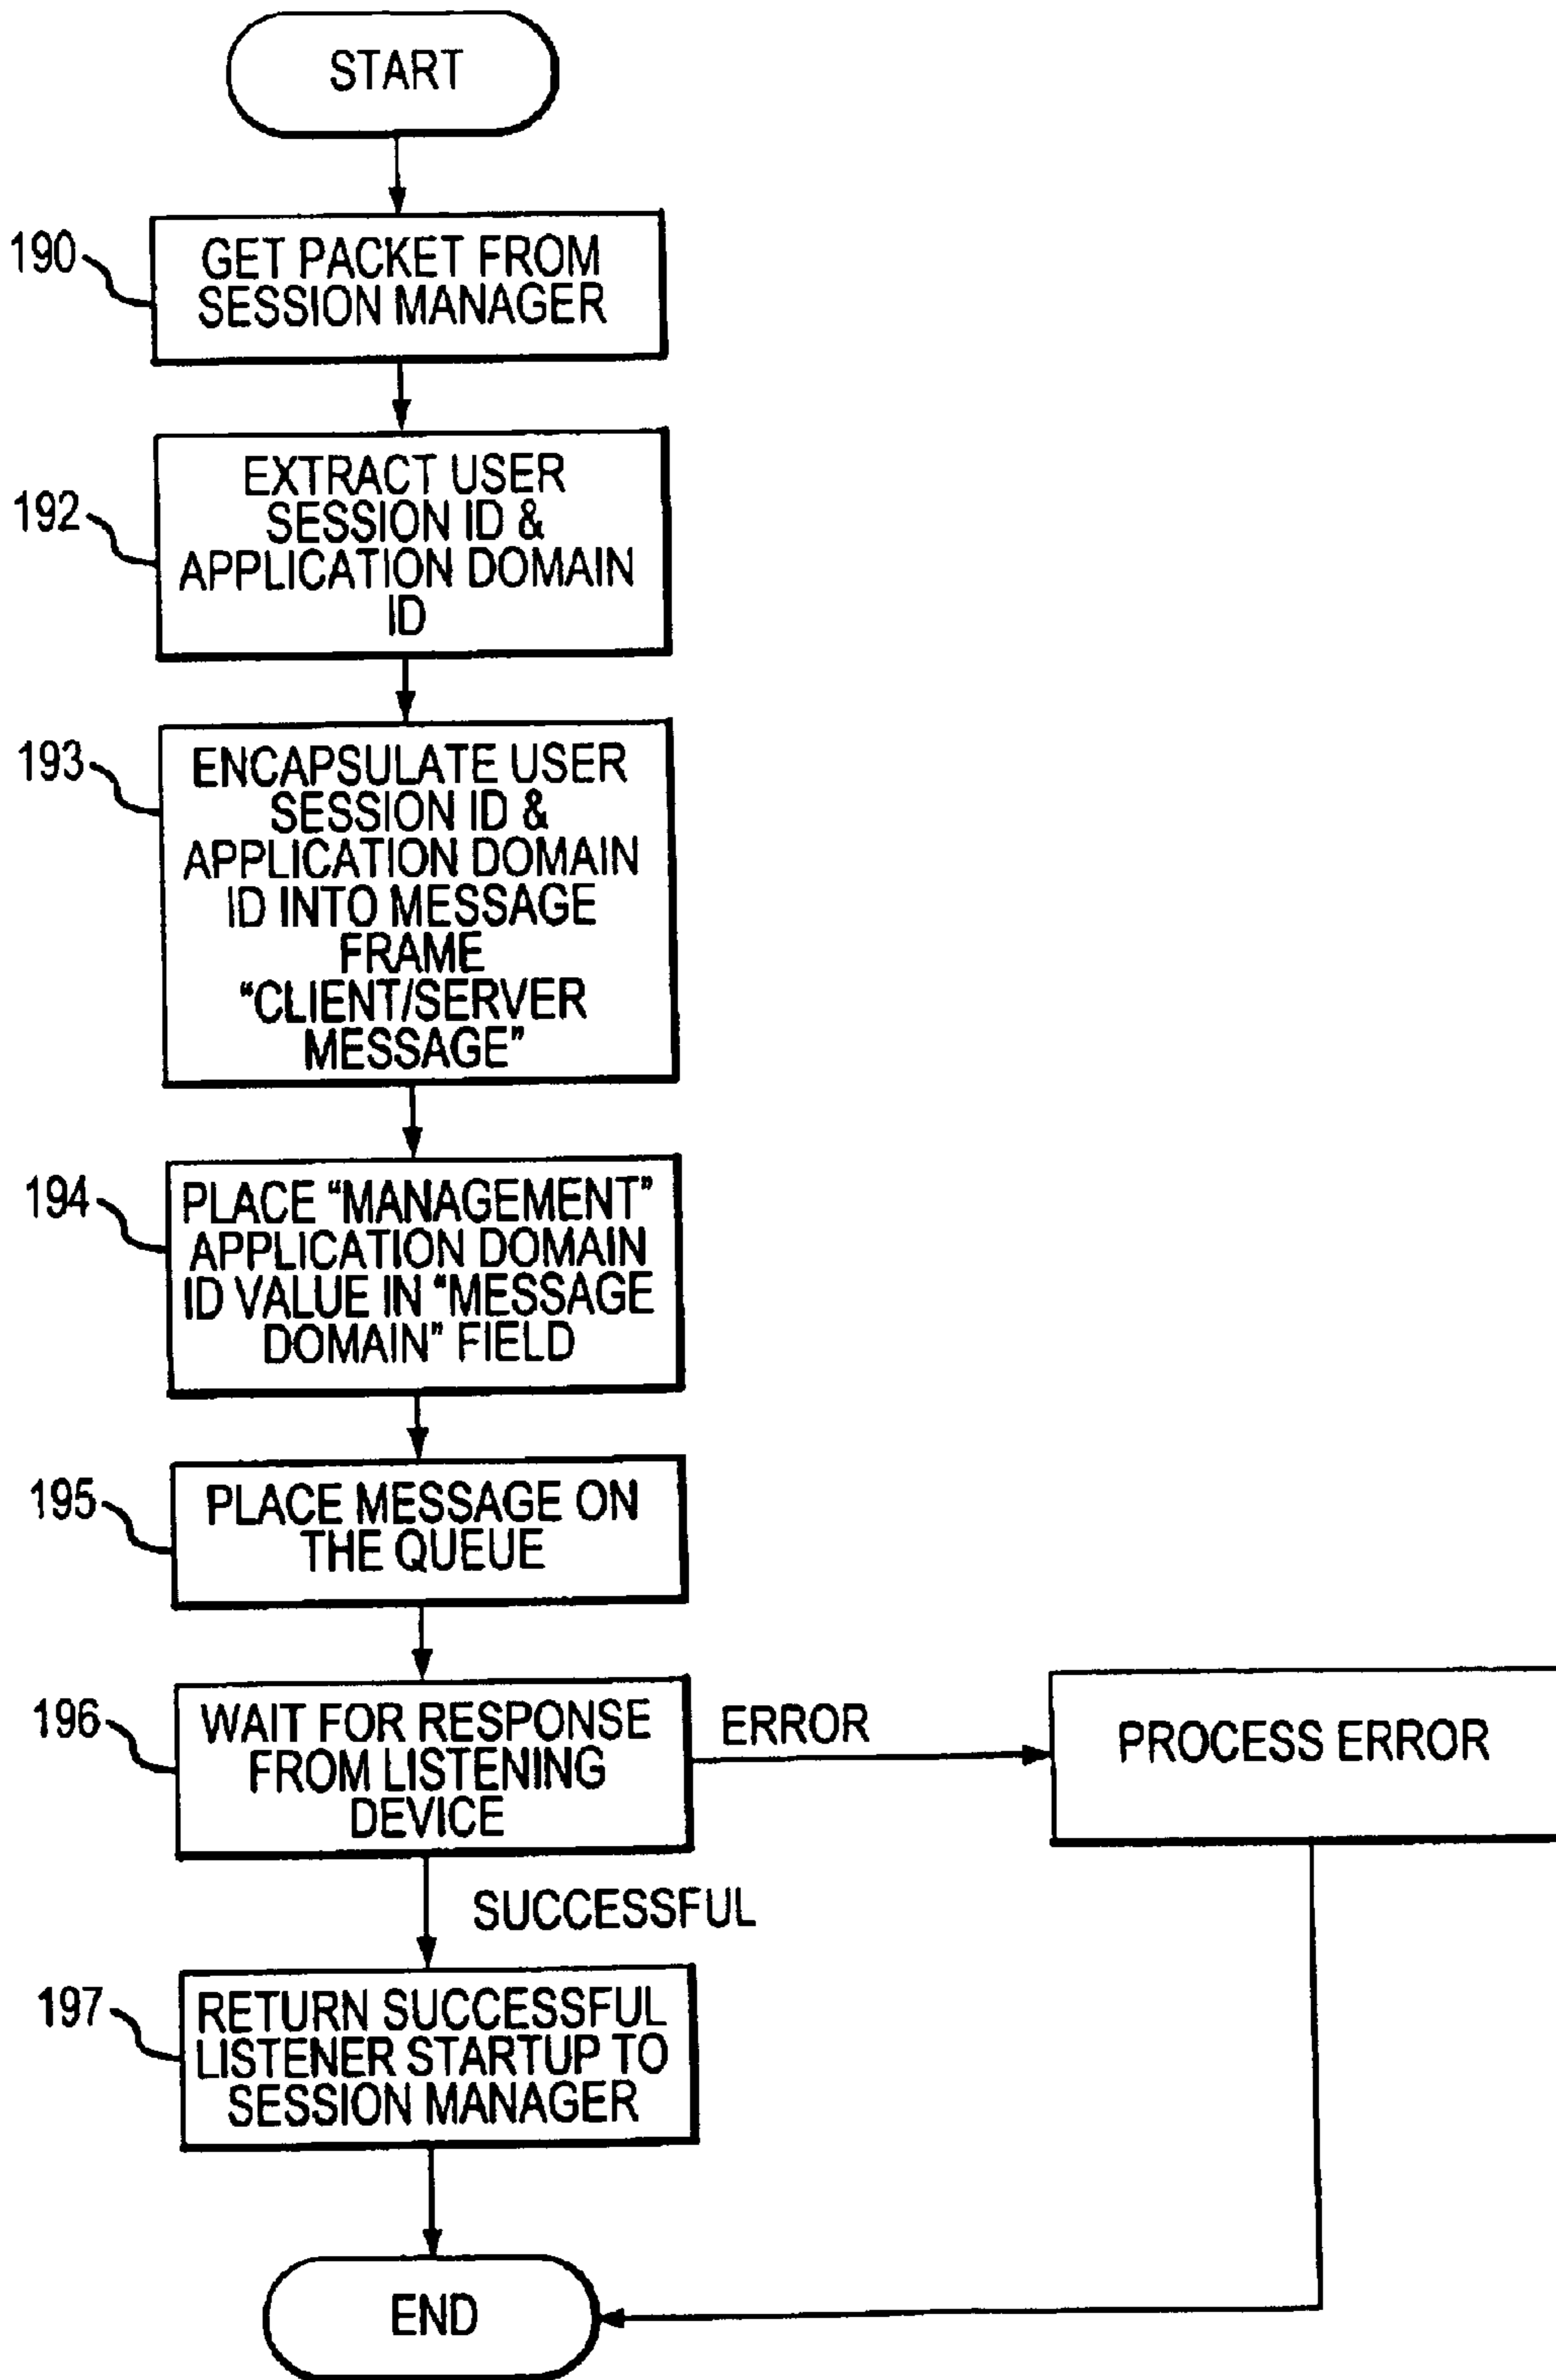 START
190
GET PACKET FROM
SESSION MANAGER
192
EXTRACT USER
SESSION ID &
APPLICATION DOMAIN
ID
193
ENCAPSULATE USER
SESSION ID &
APPLICATION DOMAIN
ID INTO MESSAGE
FRAME
“CLIENT/SERVER
MESSAGE”
194
PLACE “MANAGEMENT”
APPLICATION DOMAIN
ID VALUE IN “MESSAGE
DOMAIN” FIELD
195
PLACE MESSAGE ON
THE QUEUE
196
WAIT FOR RESPONSE
FROM LISTENING
DEVICE
ERROR
PROCESS ERROR
SUCCESSFUL
197
RETURN SUCCESSFUL
LISTENER STARTUP TO
SESSION MANAGER
END